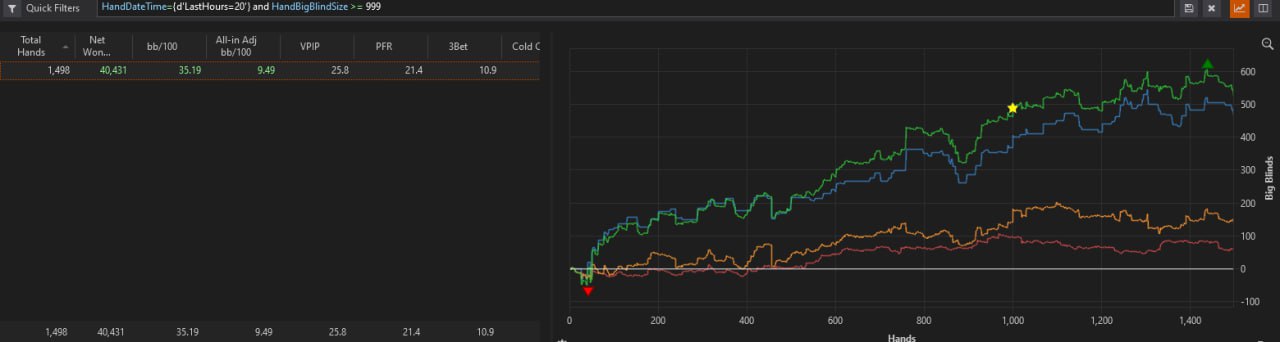 Quick Filters HandDateTime={d'LastHours=20'} and HandBigBlindSize >= 999
Total Hands Net Won... bb/100 All-in Adj bb/100 VPIP PFR 3Bet Cold C
1,498 40,431 35.19 9.49 25.8 21.4 10.9
1,498 40,431 35.19 9.49 25.8 21.4 10.9
600
500
400
300
200
100
0
-100
Big Blinds
0 200 400 600 800 1,000 1,200 1,400
Hands